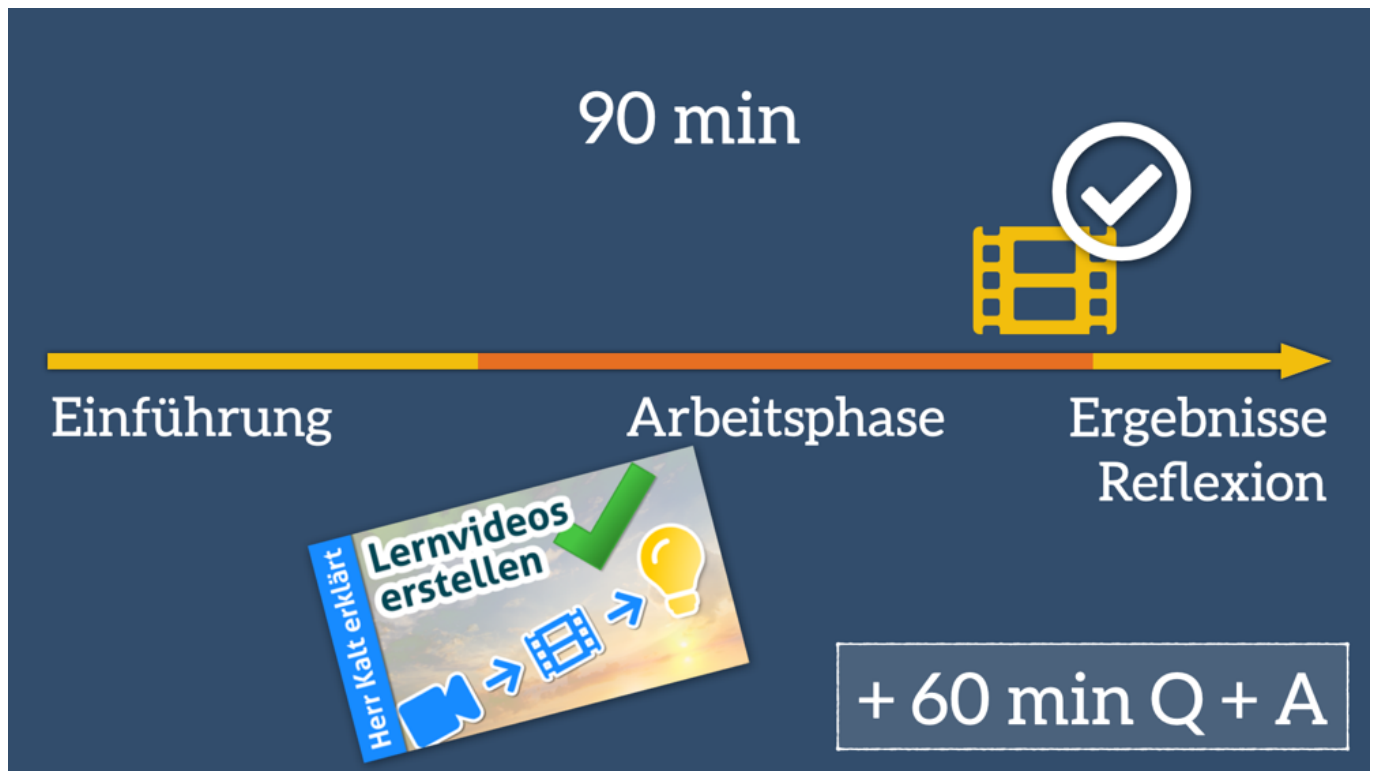 90 min
Einführung
Arbeitsphase
Ergebnisse
Reflexion
Herr Kalt erklärt
Lernvideos
erstellen
+ 60 min Q + A